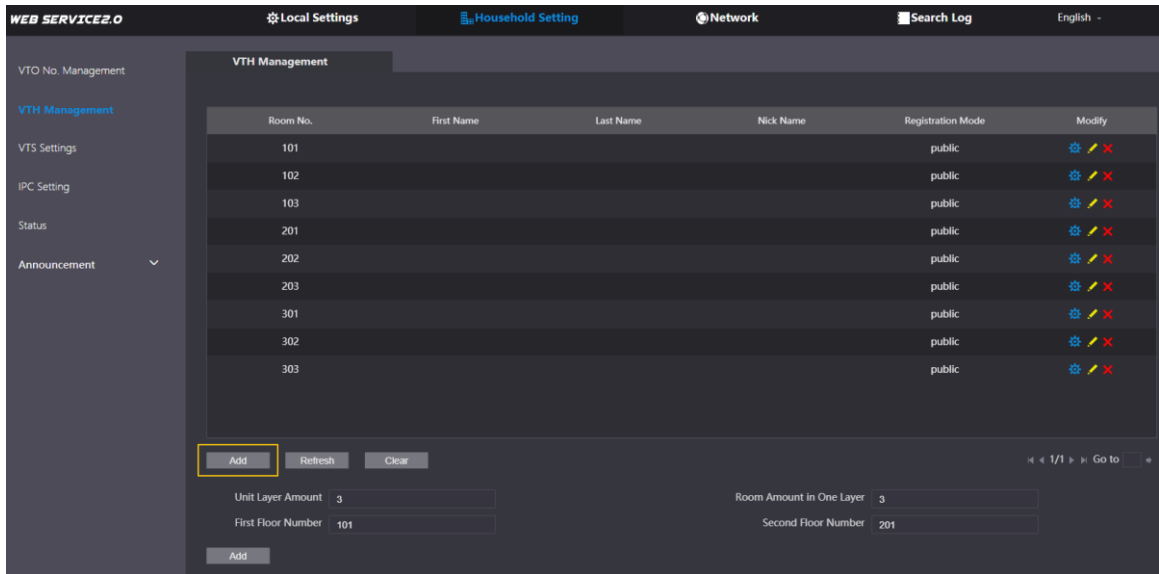 WEB SERVICE2.0 Local Settings Household Setting Network Search Log English
VTO No. Management
VTH Management
VTS Settings
IPC Setting
Status
Announcement
VTH Management
Room No. First Name Last Name Nick Name Registration Mode Modify
101 public
102 public
103 public
201 public
202 public
203 public
301 public
302 public
303 public
Add Refresh Clear 1/1 Go to
Unit Layer Amount 3 Room Amount in One Layer 3
First Floor Number 101 Second Floor Number 201
Add